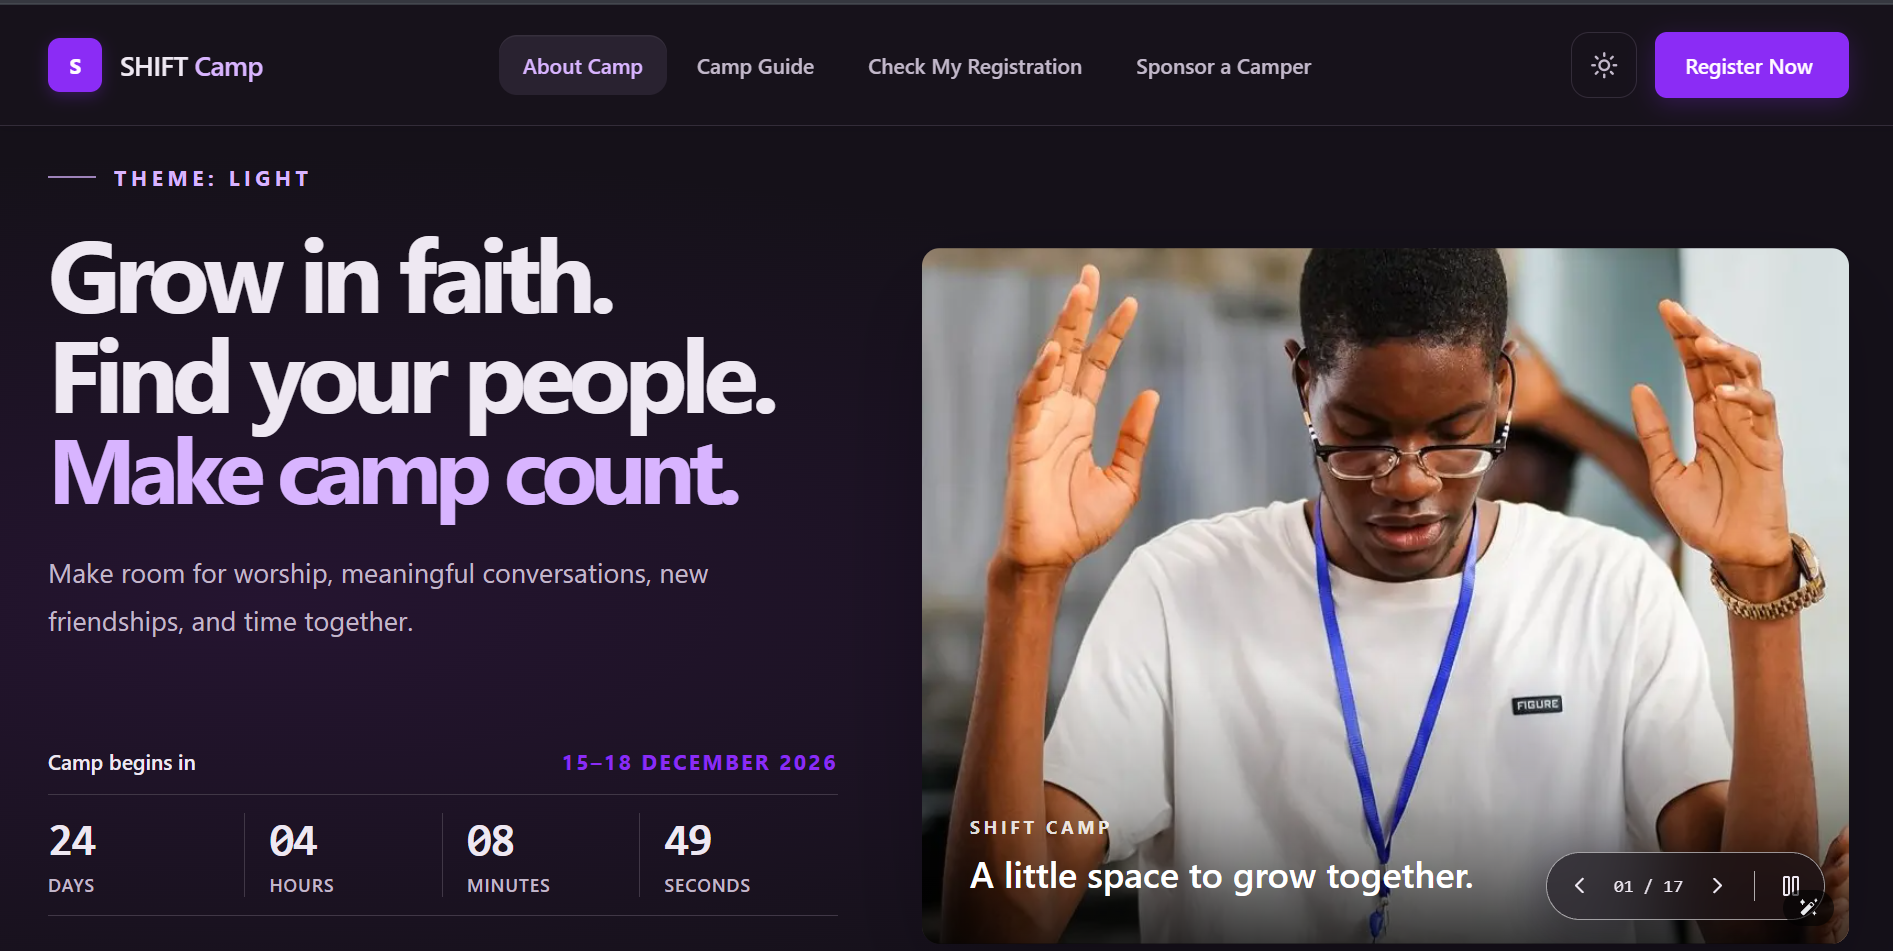 S
SHIFT Camp
About Camp
Camp Guide
Check My Registration
Sponsor a Camper
Register Now
THEME: LIGHT
Grow in faith.
Find your people.
Make camp count.
Make room for worship, meaningful conversations, new
friendships, and time together.
Camp begins in
15–18 DECEMBER 2026
24
DAYS
04
HOURS
08
MINUTES
49
SECONDS
FIGURE
SHIFT CAMP
A little space to grow together.
01 / 17